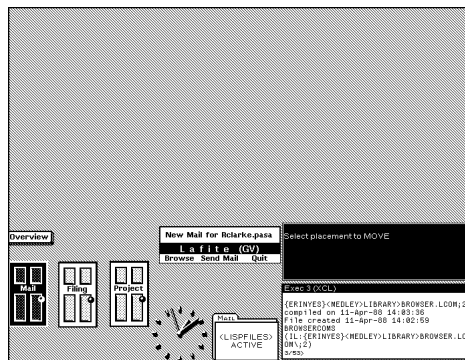 Overview
Mail
Filing
Project
New Mail for Rclarke.pasa
Lafite (GV)
Browse Send Mail Quit
Mail
<LISPFILES>
ACTIVE
Select placement to MOVE
Exec 3 (XCL)
{ERINYES}<MEDLEY>LIBRARY>BROWSER.LCOM;2
compiled on 11-Apr-88 14:03:36
File created 11-Apr-88 14:02:59
BROWSERCOMS
(IL:{ERINYES}<MEDLEY>LIBRARY>BROWSER.LC
OM\;2)
3/53>